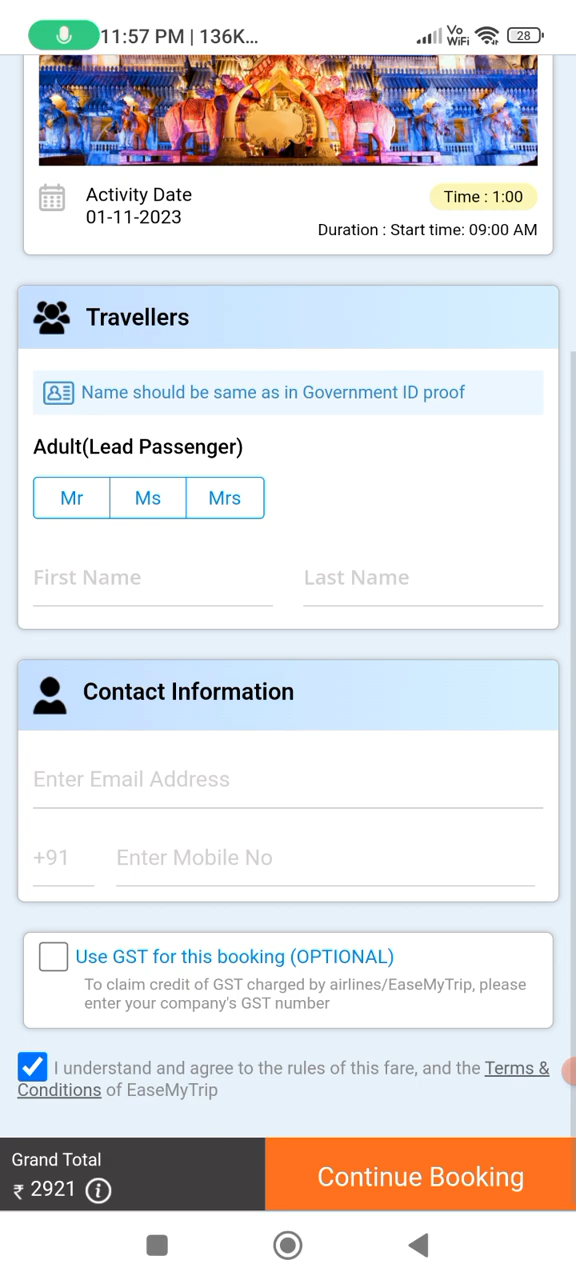 11:57 PM | 136K...
Vo
WiFi
28
Activity Date
01-11-2023
Time : 1:00
Duration : Start time: 09:00 AM
Travellers
Name should be same as in Government ID proof
Adult(Lead Passenger)
Mr Ms Mrs
First Name Last Name
Contact Information
Enter Email Address
+91 Enter Mobile No
Use GST for this booking (OPTIONAL)
To claim credit of GST charged by airlines/EaseMyTrip, please
enter your company's GST number
I understand and agree to the rules of this fare, and the Terms &
Conditions of EaseMyTrip
Grand Total
₹ 2921
Continue Booking